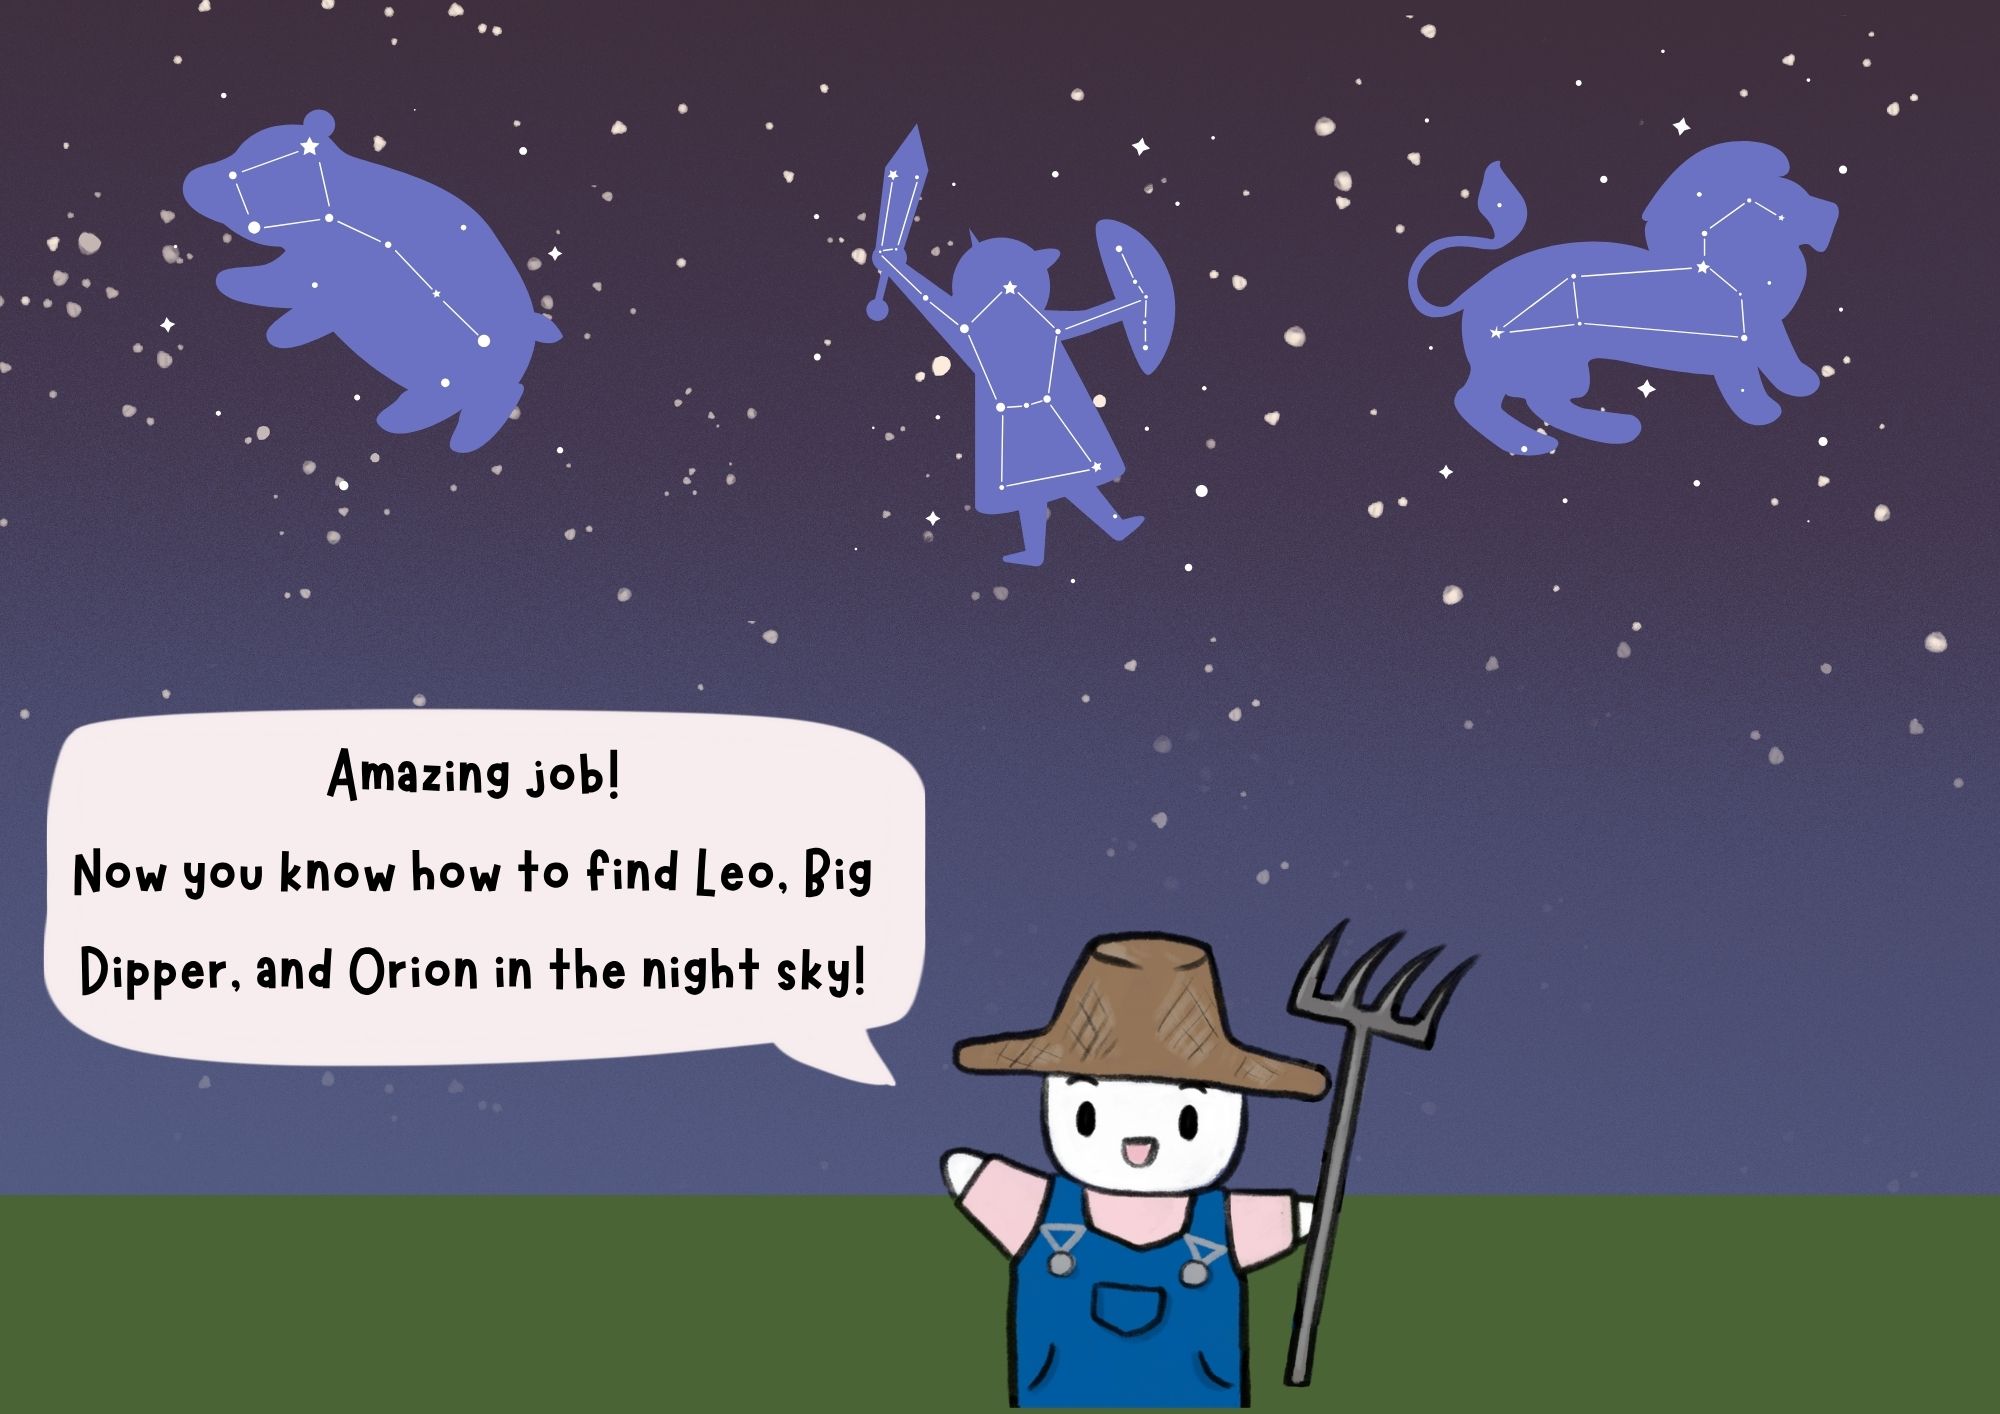 Amazing job!
Now you know how to find Leo, Big
Dipper, and Orion in the night sky!